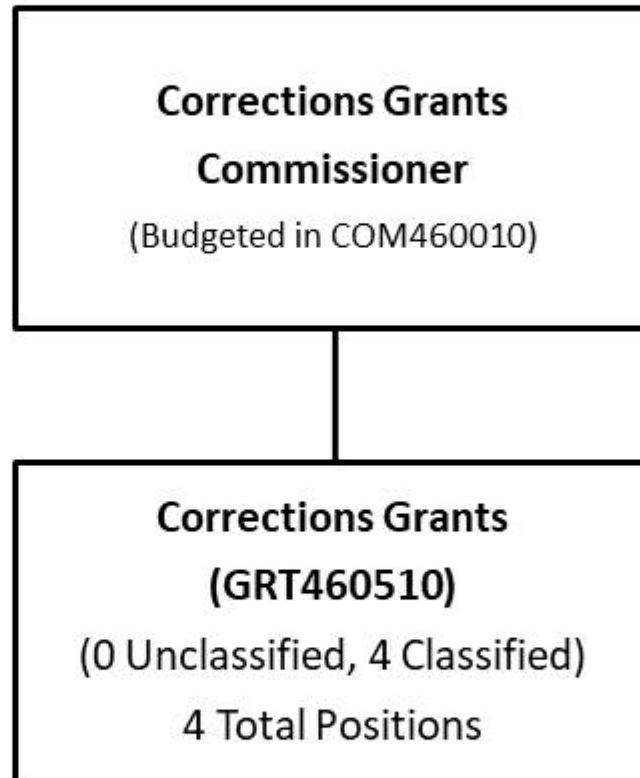 Corrections Grants
Commissioner
(Budgeted in COM460010)
Corrections Grants
(GRT460510)
(0 Unclassified, 4 Classified)
4 Total Positions